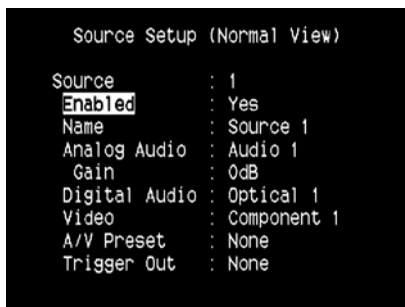 Source Setup (Normal View)
Source : 1
Enabled : Yes
Name : Source 1
Analog Audio : Audio 1
Gain : 0dB
Digital Audio : Optical 1
Video : Component 1
A/V Preset : None
Trigger Out : None